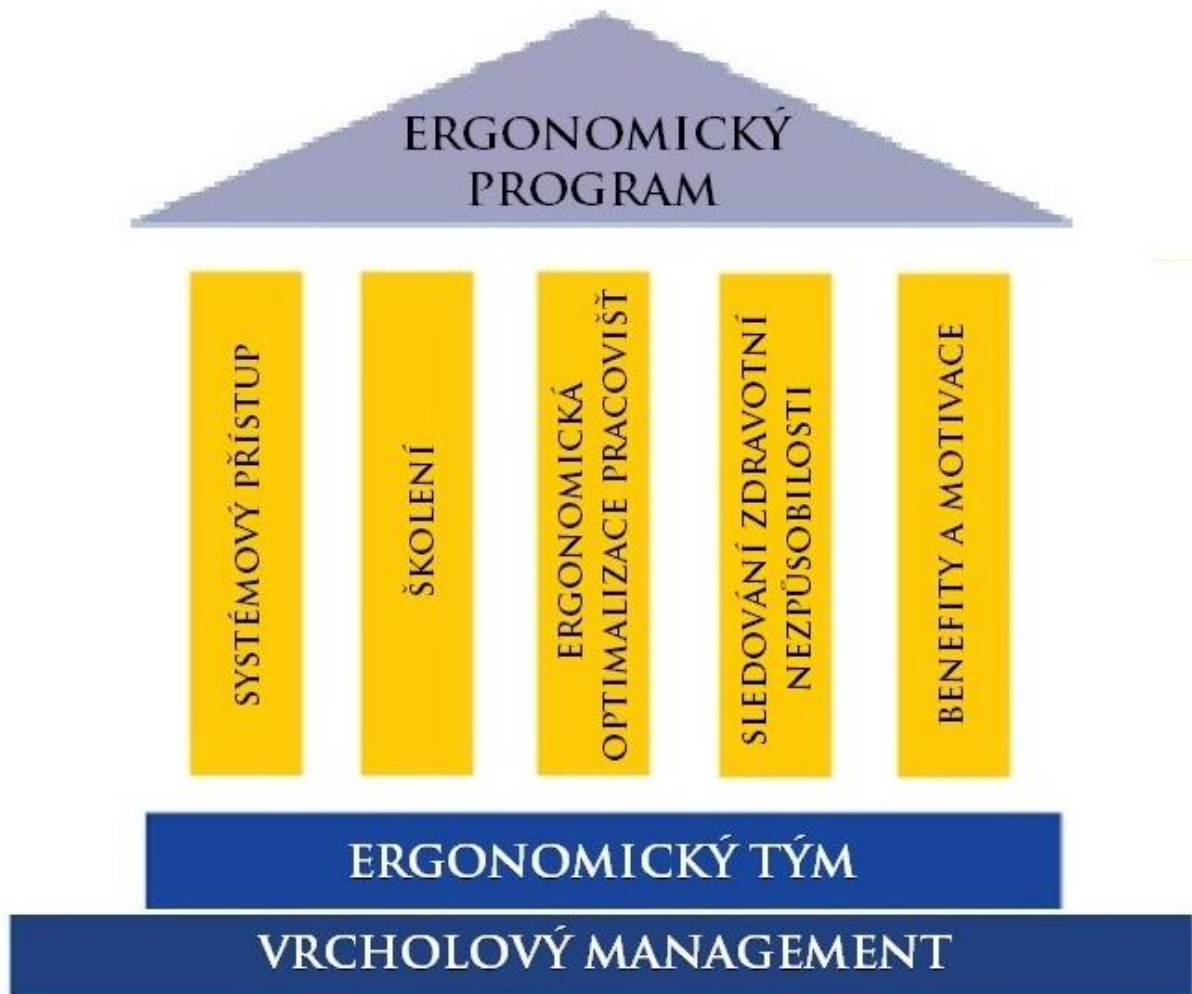 ERGONOMICKÝ
PROGRAM
SYSTÉMOVÝ PŘÍSTUP
ŠKOLENÍ
ERGONOMICKÁ
OPTIMALIZACE PRACOVIŠŤ
SLEDOVÁNÍ ZDRAVOTNÍ
NEZPŮSOBILOSTI
BENEFITY A MOTIVACE
ERGONOMICKÝ TÝM
VRCHOLOVÝ MANAGEMENT